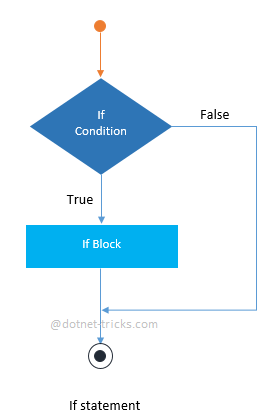 If
Condition
False
True
If Block
@dotnet-tricks.com
If statement